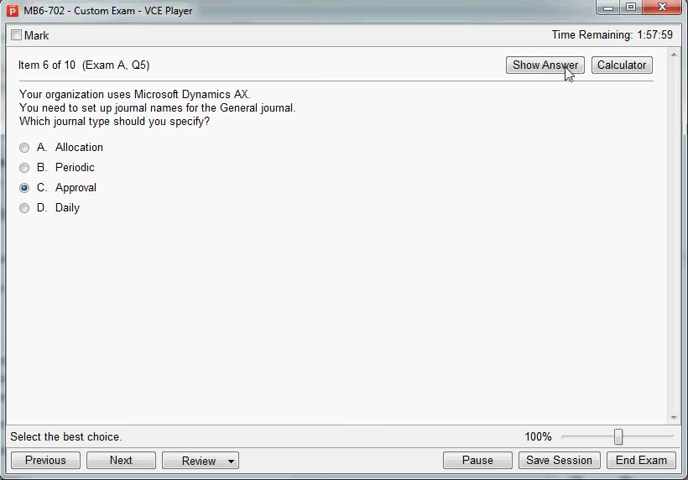 MB6-702 - Custom Exam - VCE Player
Mark
Time Remaining: 1:57:59
Item 6 of 10 (Exam A, Q5)
Show Answer
Calculator
Your organization uses Microsoft Dynamics AX.
You need to set up journal names for the General journal.
Which journal type should you specify?
A. Allocation
B. Periodic
C. Approval
D. Daily
Select the best choice.
100%
Previous
Next
Review
Pause
Save Session
End Exam